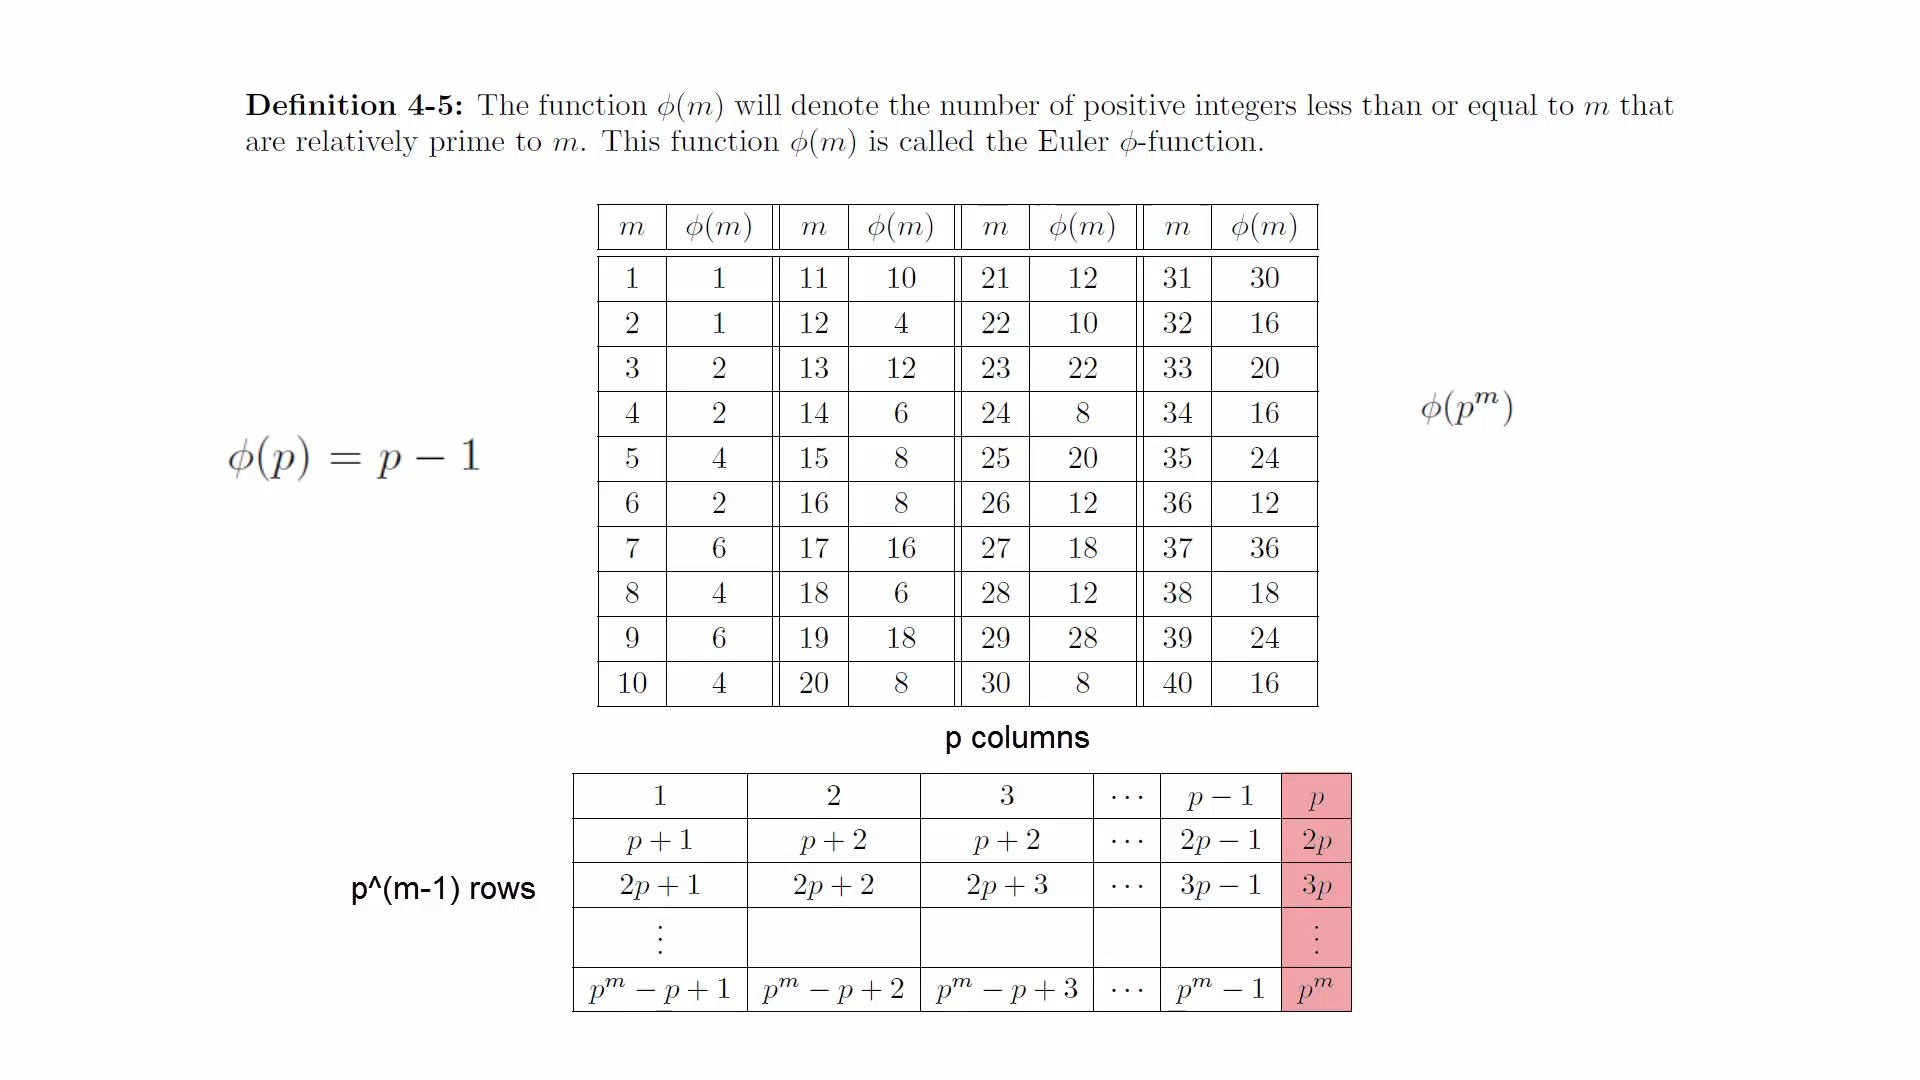 Definition 4-5: The function ϕ(m) will denote the number of positive integers less than or equal to m that
are relatively prime to m. This function ϕ(m) is called the Euler ϕ-function.
m ϕ(m) m ϕ(m) m ϕ(m) m ϕ(m)
1 1 11 10 21 12 31 30
2 1 12 4 22 10 32 16
3 2 13 12 23 22 33 20
4 2 14 6 24 8 34 16
ϕ(p^m)
5 4 15 8 25 20 35 24
ϕ(p) = p − 1
6 2 16 8 26 12 36 12
7 6 17 16 27 18 37 36
8 4 18 6 28 12 38 18
9 6 19 18 29 28 39 24
10 4 20 8 30 8 40 16
p columns
1 2 3 ⋯ p − 1 p
p + 1 p + 2 p + 2 ⋯ 2p − 1 2p
p^(m-1) rows
2p + 1 2p + 2 2p + 3 ⋯ 3p − 1 3p
⋮ ⋮
p^m − p + 1 p^m − p + 2 p^m − p + 3 ⋯ p^m − 1 p^m